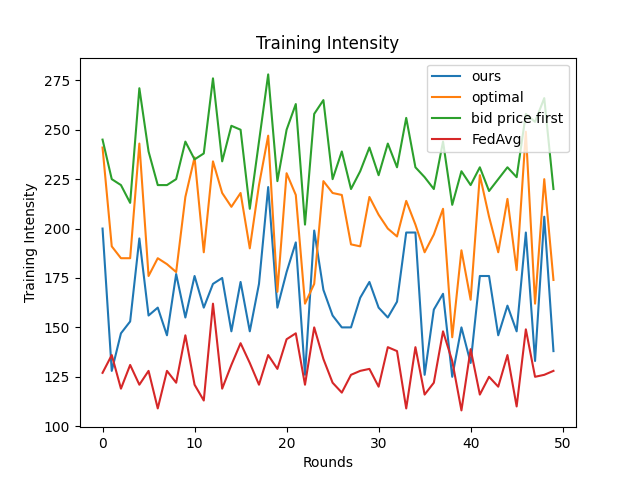 Training Intensity
ours
optimal
bid price first
FedAvg
Training Intensity
275
250
225
200
175
150
125
100
0
10
20
30
40
50
Rounds